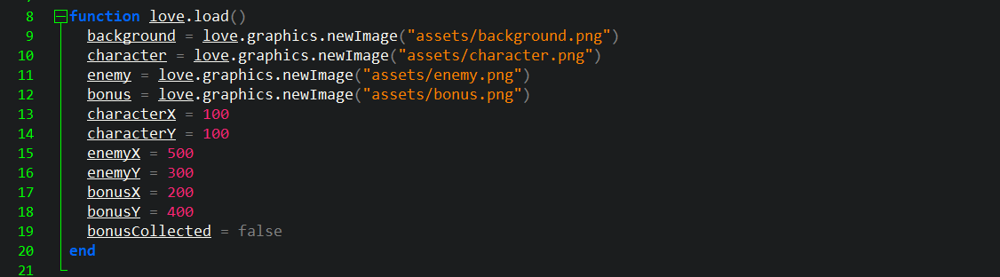 8 function love.load()
9 background = love.graphics.newImage("assets/background.png")
10 character = love.graphics.newImage("assets/character.png")
11 enemy = love.graphics.newImage("assets/enemy.png")
12 bonus = love.graphics.newImage("assets/bonus.png")
13 characterX = 100
14 characterY = 100
15 enemyX = 500
16 enemyY = 300
17 bonusX = 200
18 bonusY = 400
19 bonusCollected = false
20 end
21